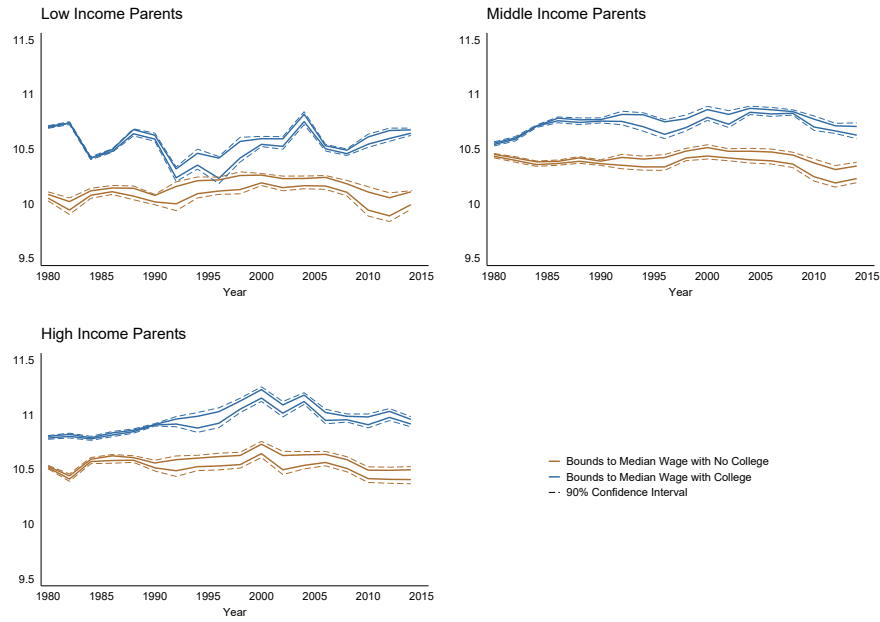 Low Income Parents
11.5
11
10.5
10
9.5
1980 1985 1990 1995 2000 2005 2010 2015
Year
Middle Income Parents
11.5
11
10.5
10
9.5
1980 1985 1990 1995 2000 2005 2010 2015
Year
High Income Parents
11.5
11
10.5
10
9.5
1980 1985 1990 1995 2000 2005 2010 2015
Year
Bounds to Median Wage with No College
Bounds to Median Wage with College
90% Confidence Interval